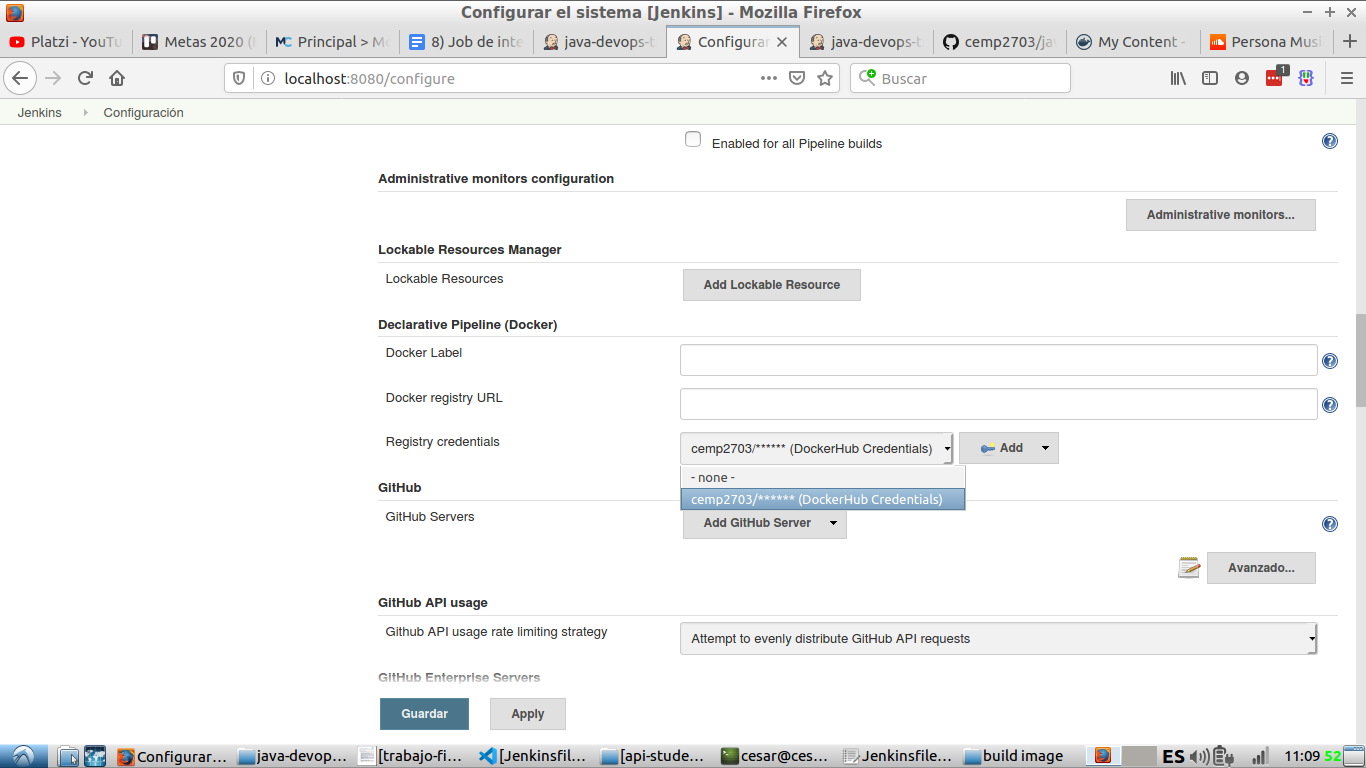 Configurar el sistema [Jenkins] - Mozilla Firefox
Platzi - YouTu
Metas 2020 (
Principal > M
8) Job de inte
java-devops-t
Configurar
java-devops-t
cemp2703/ja
My Content -
Persona Musi
localhost:8080/configure
Buscar
1
Jenkins
Configuración
Enabled for all Pipeline builds
Administrative monitors configuration
Administrative monitors...
Lockable Resources Manager
Lockable Resources
Add Lockable Resource
Declarative Pipeline (Docker)
Docker Label
Docker registry URL
Registry credentials
cemp2703/****** (DockerHub Credentials)
Add
- none -
cemp2703/****** (DockerHub Credentials)
GitHub
GitHub Servers
Add GitHub Server
Avanzado...
GitHub API usage
Github API usage rate limiting strategy
Attempt to evenly distribute GitHub API requests
GitHub Enterprise Servers
Guardar
Apply
Configurar...
java-devop...
[trabajo-fi...
[Jenkinsfil...
[api-stude...
cesar@ces...
Jenkinsfile...
build image
ES
11:09
52